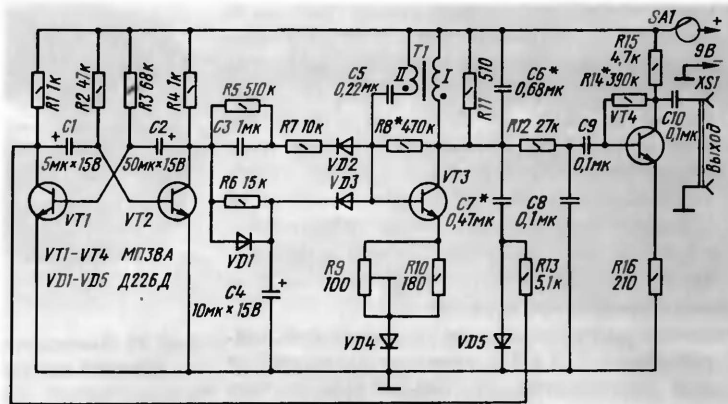 SA1
+
R1 1к
R2 47к
R3 68к
R4 1к
R5 510к
C3 1мк
R7 10к
VD2
VD3
C5
0,22мк
II
T1
I
R8* 470к
R11 510
C6*
0,68мк
R12 27к
C9
0,1мк
R15
4,7к
9В
R14* 390к
VT4
C10
0,1мк
XS1
Выход
+ C1
5мк×15В
C2 +
50мк×15В
VT1
VT2
R6 15к
VD1
C4
10мк×15В
+
VT3
C7*
0,47мк
C8
0,1мк
R9
100
R10
180
R13
5,1к
R16
210
VD4
VD5
VT1-VT4 МП38А
VD1-VD5 Д226Д